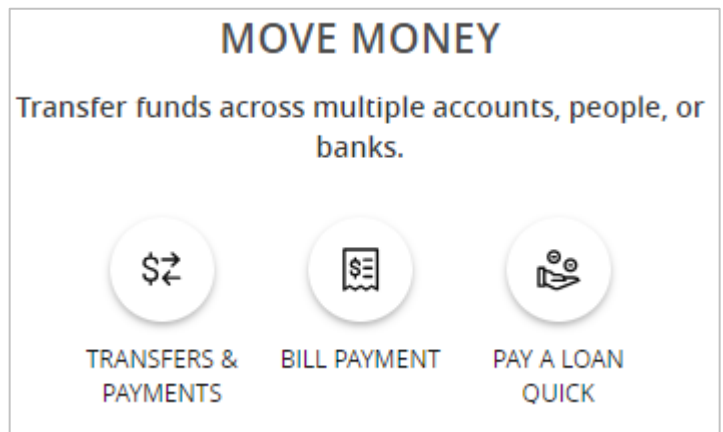 MOVE MONEY
Transfer funds across multiple accounts, people, or
banks.
$
$
TRANSFERS &
PAYMENTS
BILL PAYMENT
PAY A LOAN
QUICK